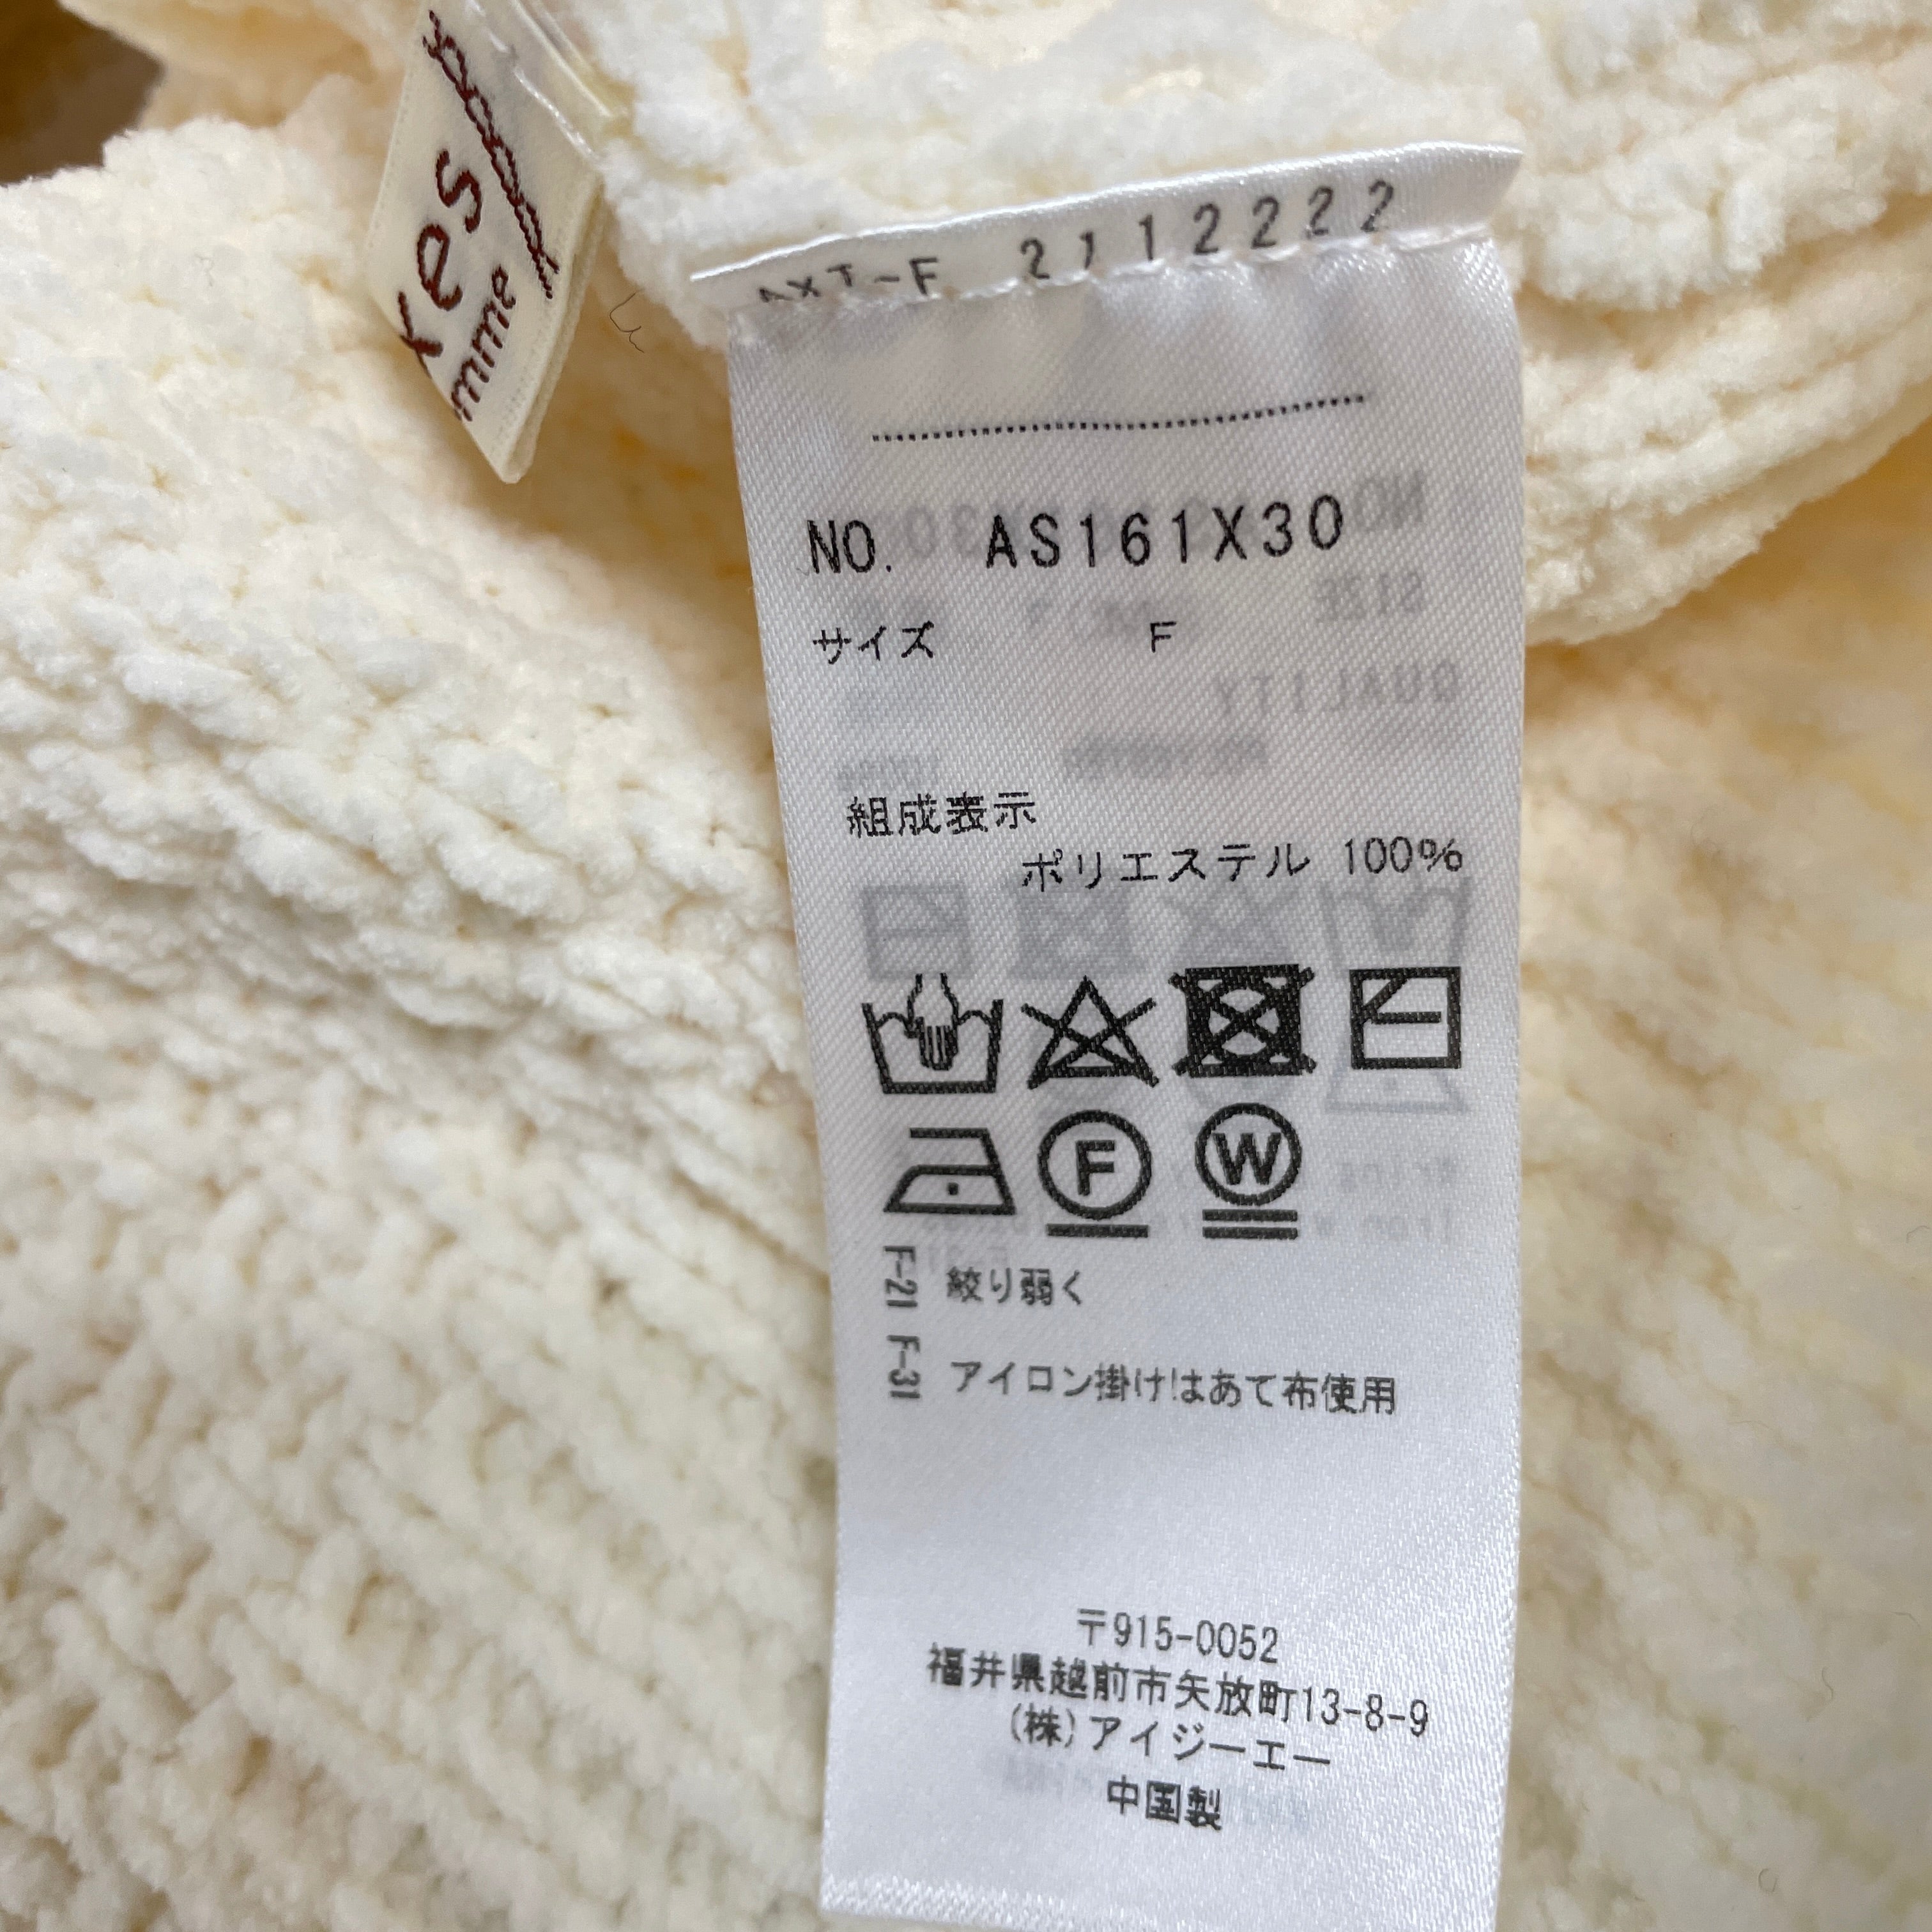 kes
mme
AXT-F 2112222
NO. AS161X30
サイズ F
組成表示
ポリエステル 100%
F
W
F-21 絞り弱く
F-31 アイロン掛けはあて布使用
〒915-0052
福井県越前市矢放町13-8-9
(株)アイジーエー
中国製